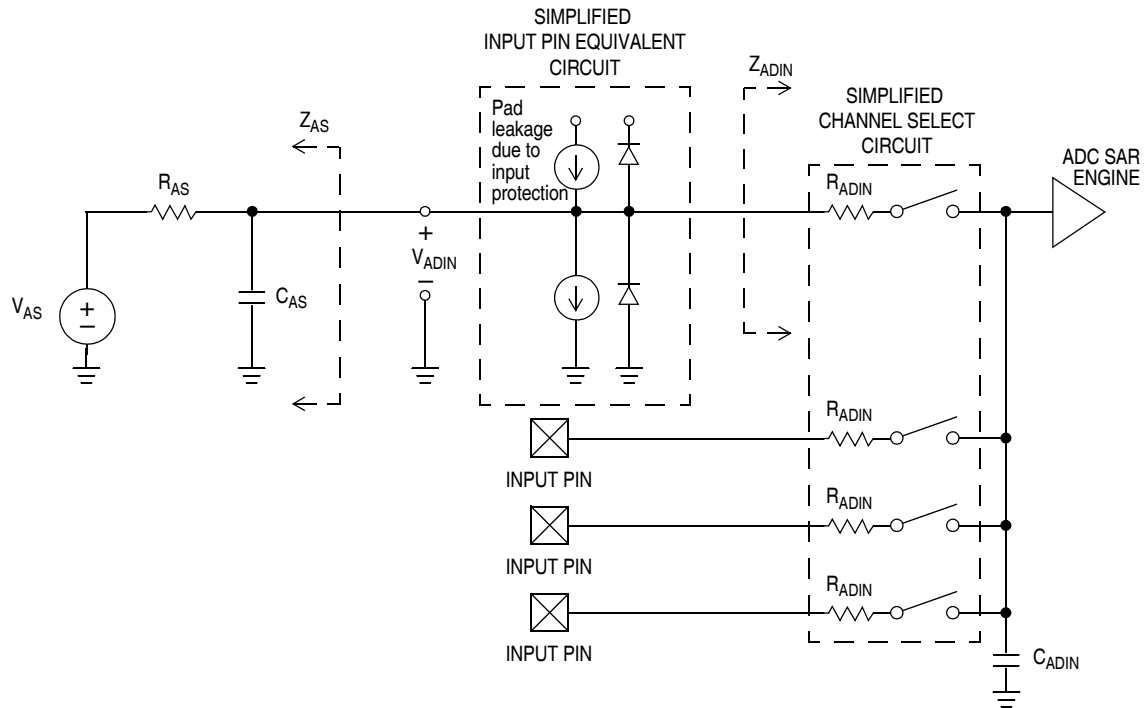 SIMPLIFIED
INPUT PIN EQUIVALENT
CIRCUIT
Z_ADIN
SIMPLIFIED
CHANNEL SELECT
CIRCUIT
ADC SAR
ENGINE
Pad
leakage
due to
input
protection
Z_AS
R_AS
R_ADIN
+
V_ADIN
–
V_AS
+
–
C_AS
R_ADIN
INPUT PIN
R_ADIN
INPUT PIN
R_ADIN
INPUT PIN
C_ADIN